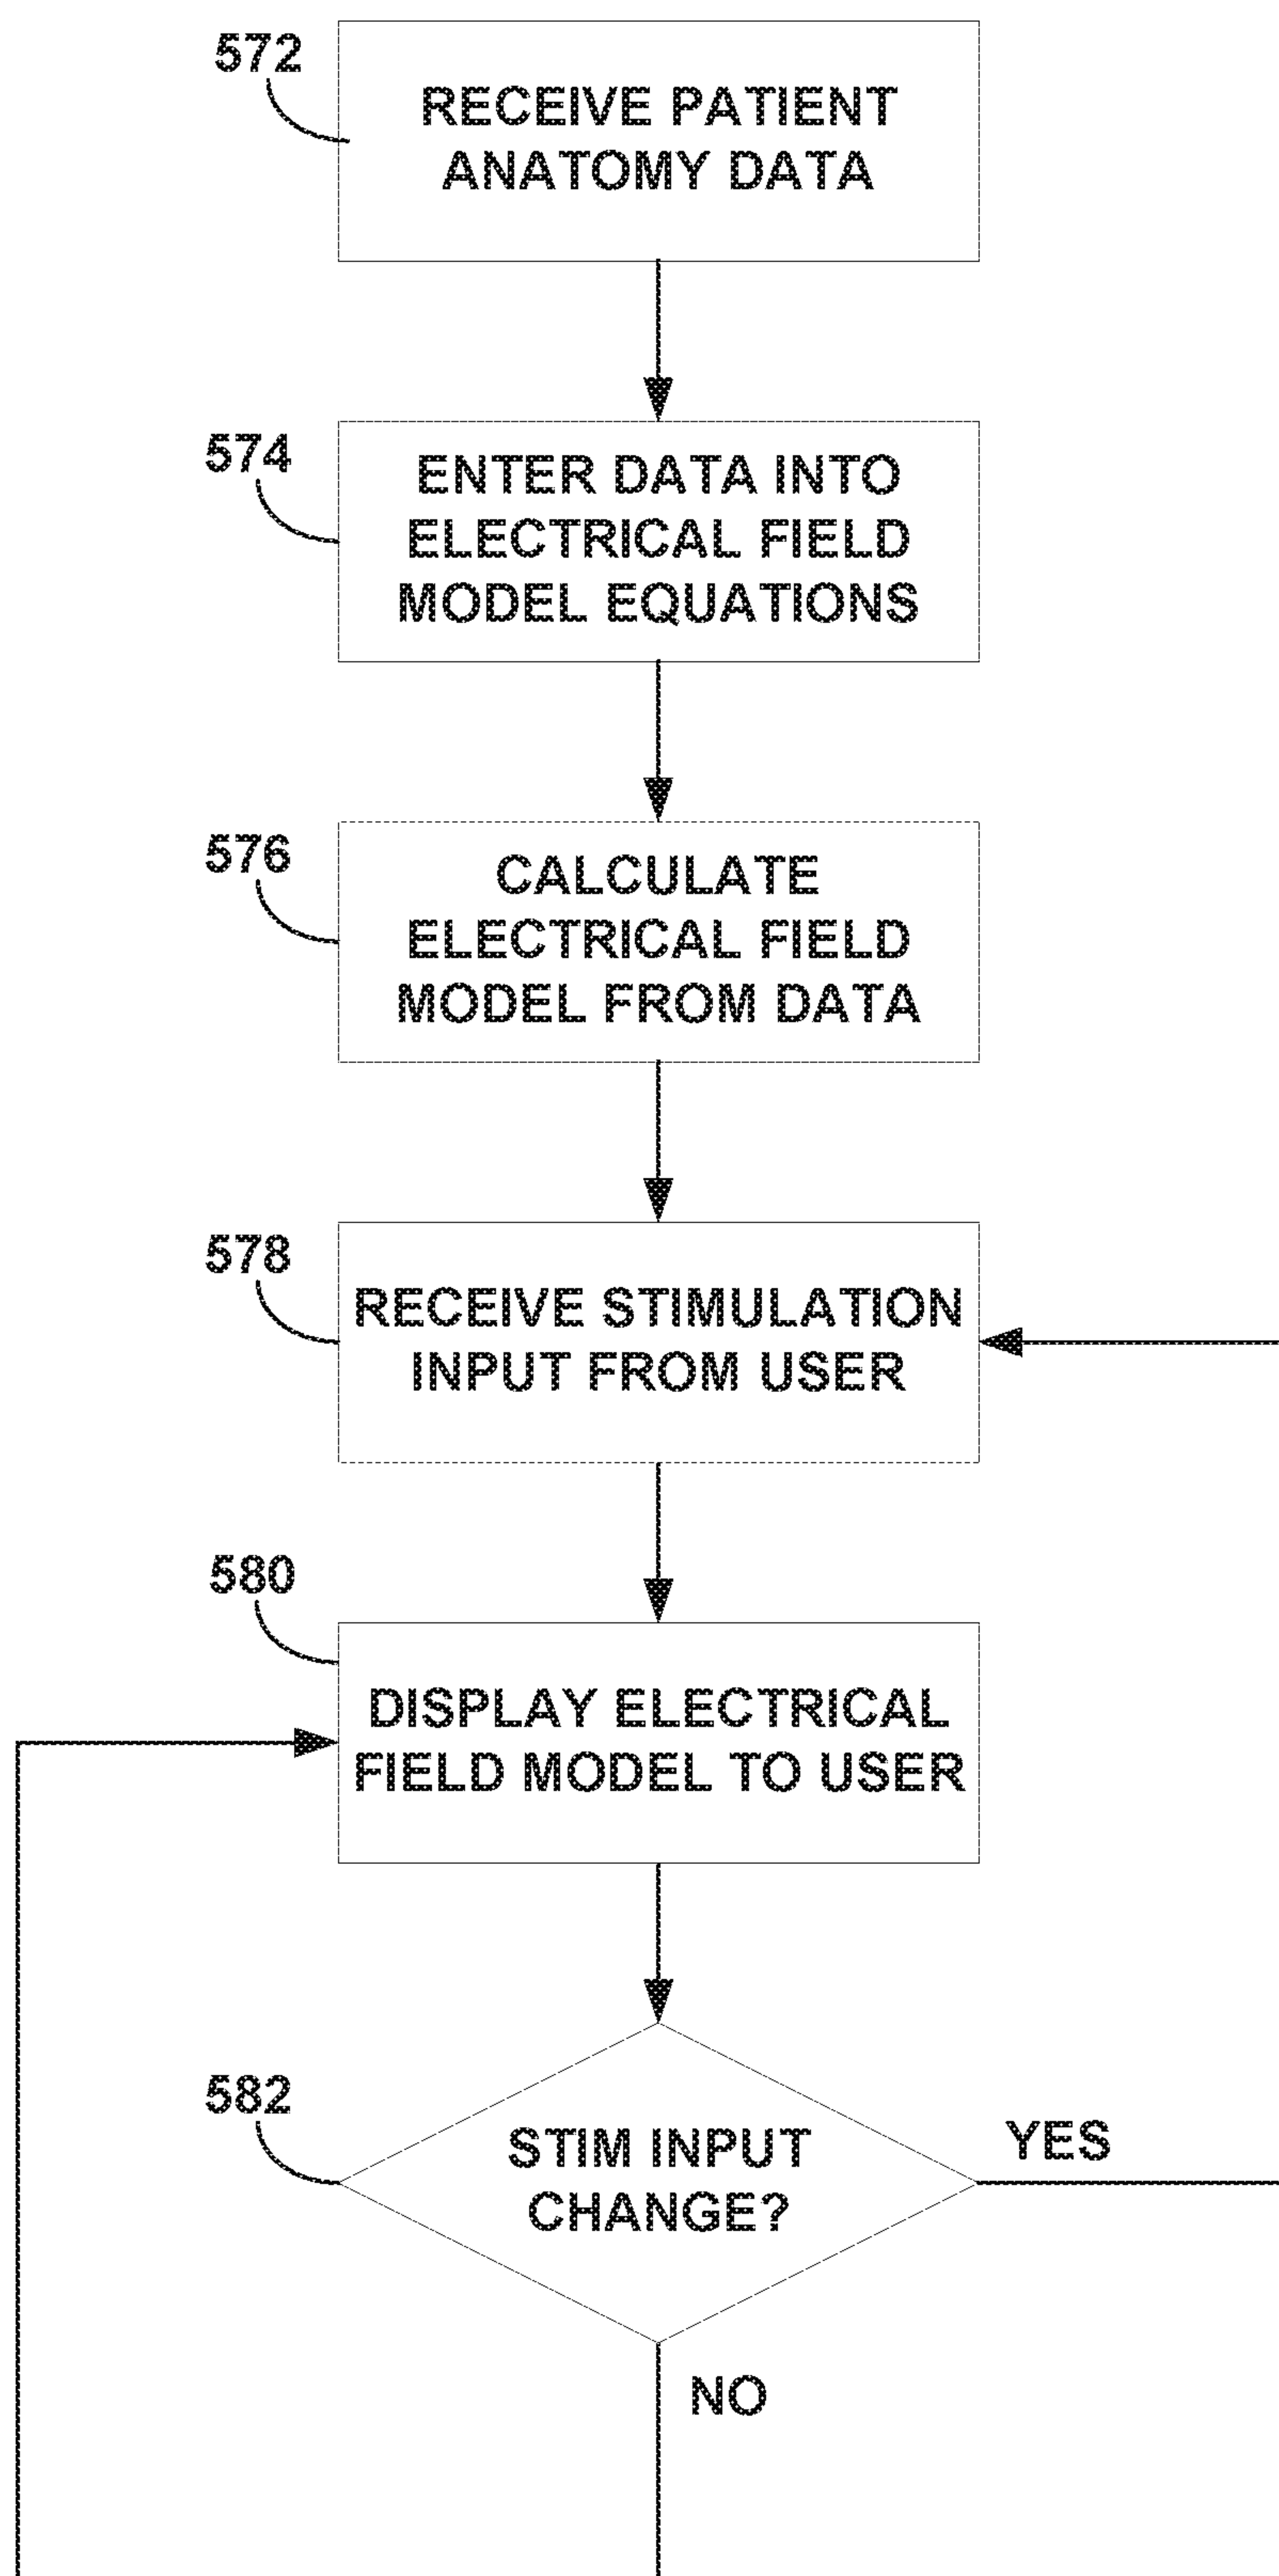 572
RECEIVE PATIENT
ANATOMY DATA
574
ENTER DATA INTO
ELECTRICAL FIELD
MODEL EQUATIONS
576
CALCULATE
ELECTRICAL FIELD
MODEL FROM DATA
578
RECEIVE STIMULATION
INPUT FROM USER
580
DISPLAY ELECTRICAL
FIELD MODEL TO USER
582
STIM INPUT
CHANGE?
YES
NO